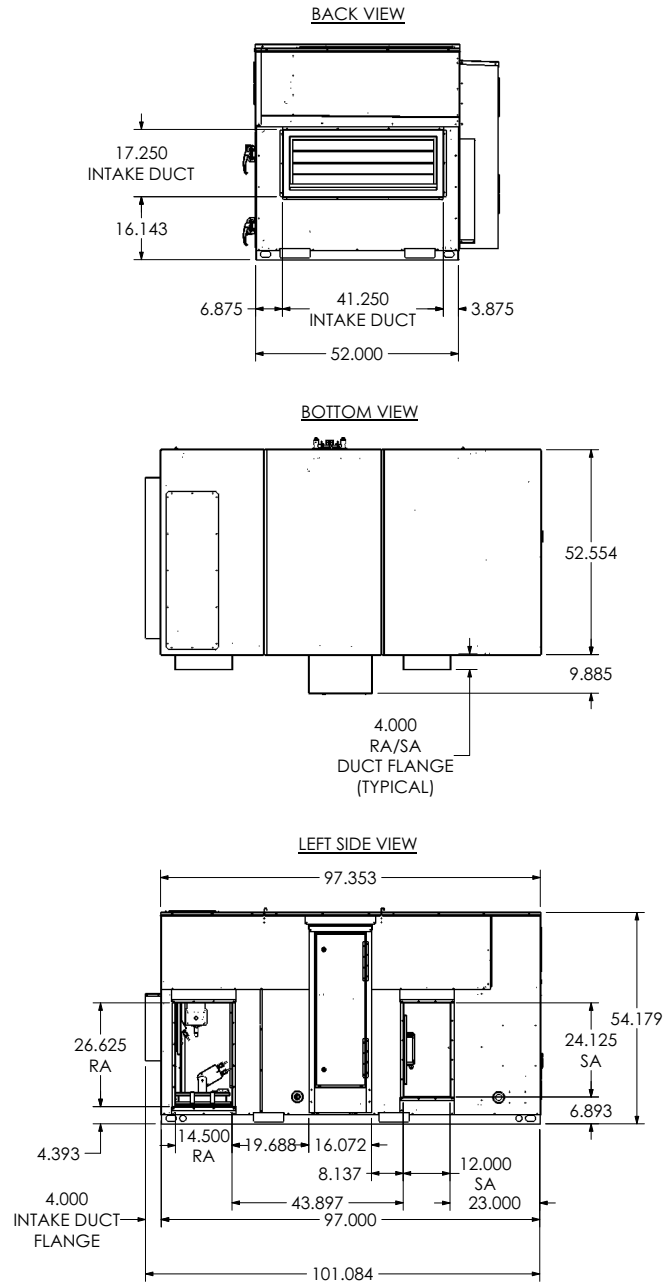 BACK VIEW
17.250
INTAKE DUCT
16.143
6.875
41.250
INTAKE DUCT
3.875
52.000
BOTTOM VIEW
52.554
9.885
4.000
RA/SA
DUCT FLANGE
(TYPICAL)
LEFT SIDE VIEW
97.353
54.179
26.625
RA
24.125
SA
6.893
4.393
14.500
RA
19.688
16.072
8.137
12.000
SA
4.000
INTAKE DUCT
FLANGE
43.897
23.000
97.000
101.084